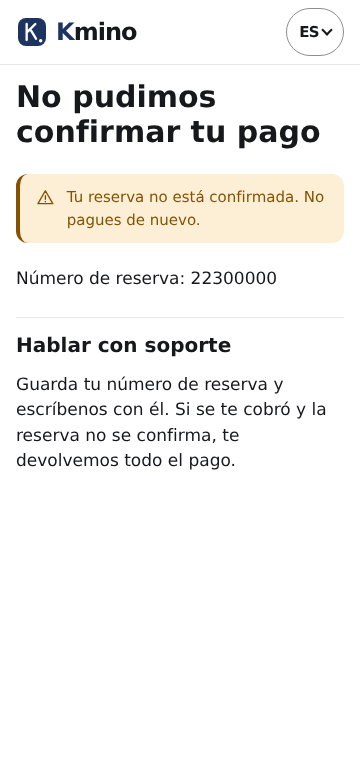 K. Kmino
ES
No pudimos
confirmar tu pago
Tu reserva no está confirmada. No
pagues de nuevo.
Número de reserva: 22300000
Hablar con soporte
Guarda tu número de reserva y
escríbenos con él. Si se te cobró y la
reserva no se confirma, te
devolvemos todo el pago.